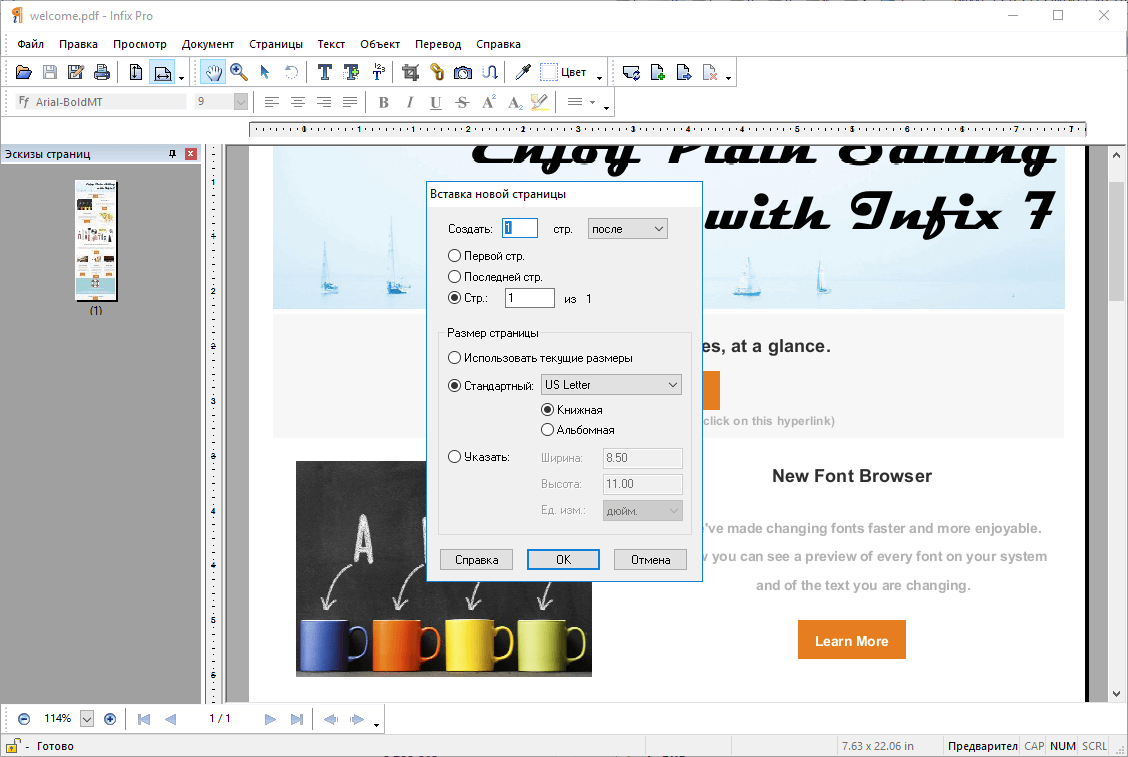 welcome.pdf - Infix Pro
Файл Правка Просмотр Документ Страницы Текст Объект Перевод Справка
Цвет
Arial-BoldMT 9
Эскизы страниц
(1)
Enjoy Plain Sailing
with Infix 7
Вставка новой страницы
Создать: 1 стр. после
Первой стр.
Последней стр.
Стр.: 1 из 1
Размер страницы
Использовать текущие размеры
Стандартный: US Letter
Книжная
Альбомная
Указать:
Ширина: 8.50
Высота: 11.00
Ед. изм.: дюйм.
Справка OK Отмена
es, at a glance.
click on this hyperlink)
A
New Font Browser
've made changing fonts faster and more enjoyable.
you can see a preview of every font on your system
and of the text you are changing.
Learn More
114% 1 / 1
- Готово 7.63 x 22.06 in Предварител CAP NUM SCRL